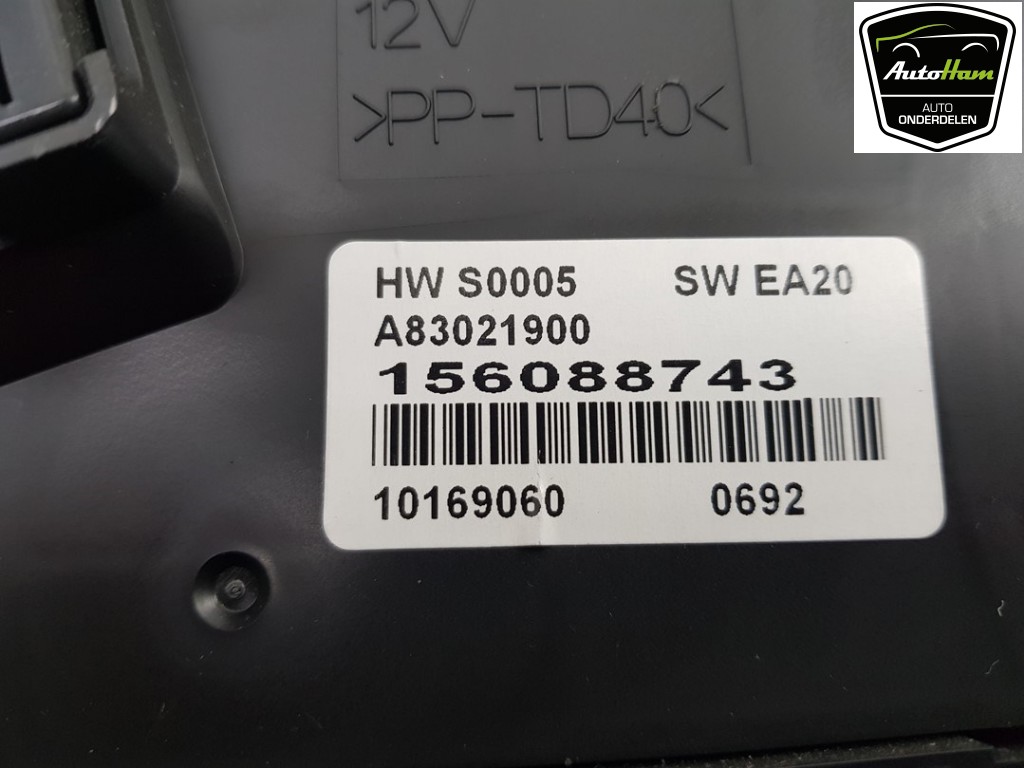 12V
>PP-TD40<
HW S0005 SW EA20
A83021900
156088743
10169060 0692
AutoHam
AUTO
ONDERDELEN